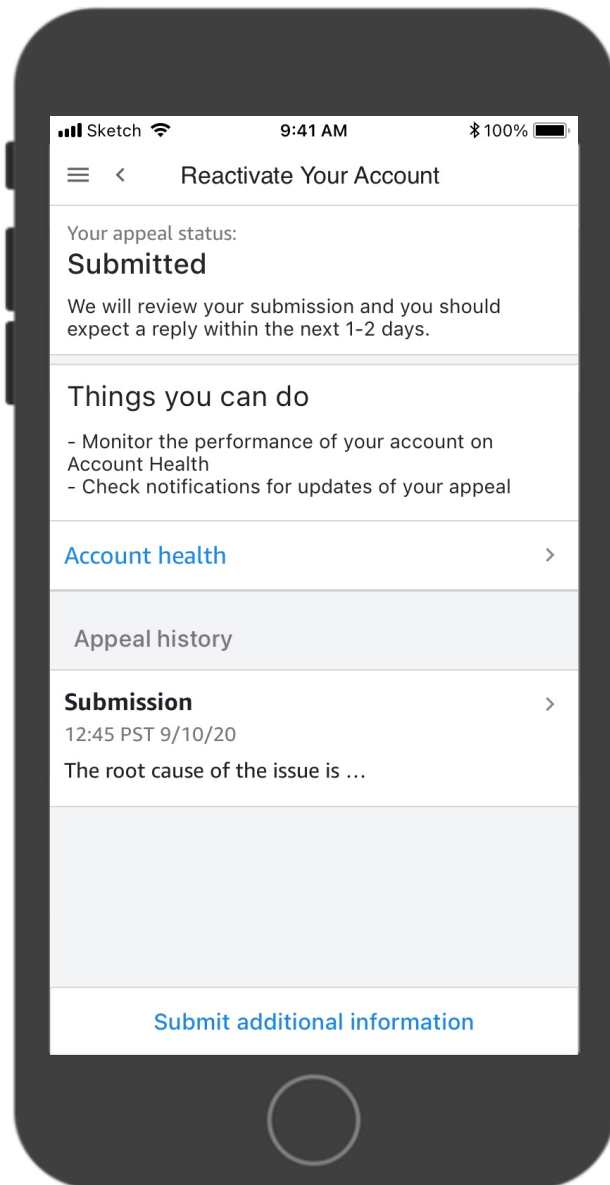 Sketch 9:41 AM 100%
Reactivate Your Account
Your appeal status:
Submitted
We will review your submission and you should
expect a reply within the next 1-2 days.
Things you can do
- Monitor the performance of your account on
Account Health
- Check notifications for updates of your appeal
Account health
Appeal history
Submission
12:45 PST 9/10/20
The root cause of the issue is ...
Submit additional information